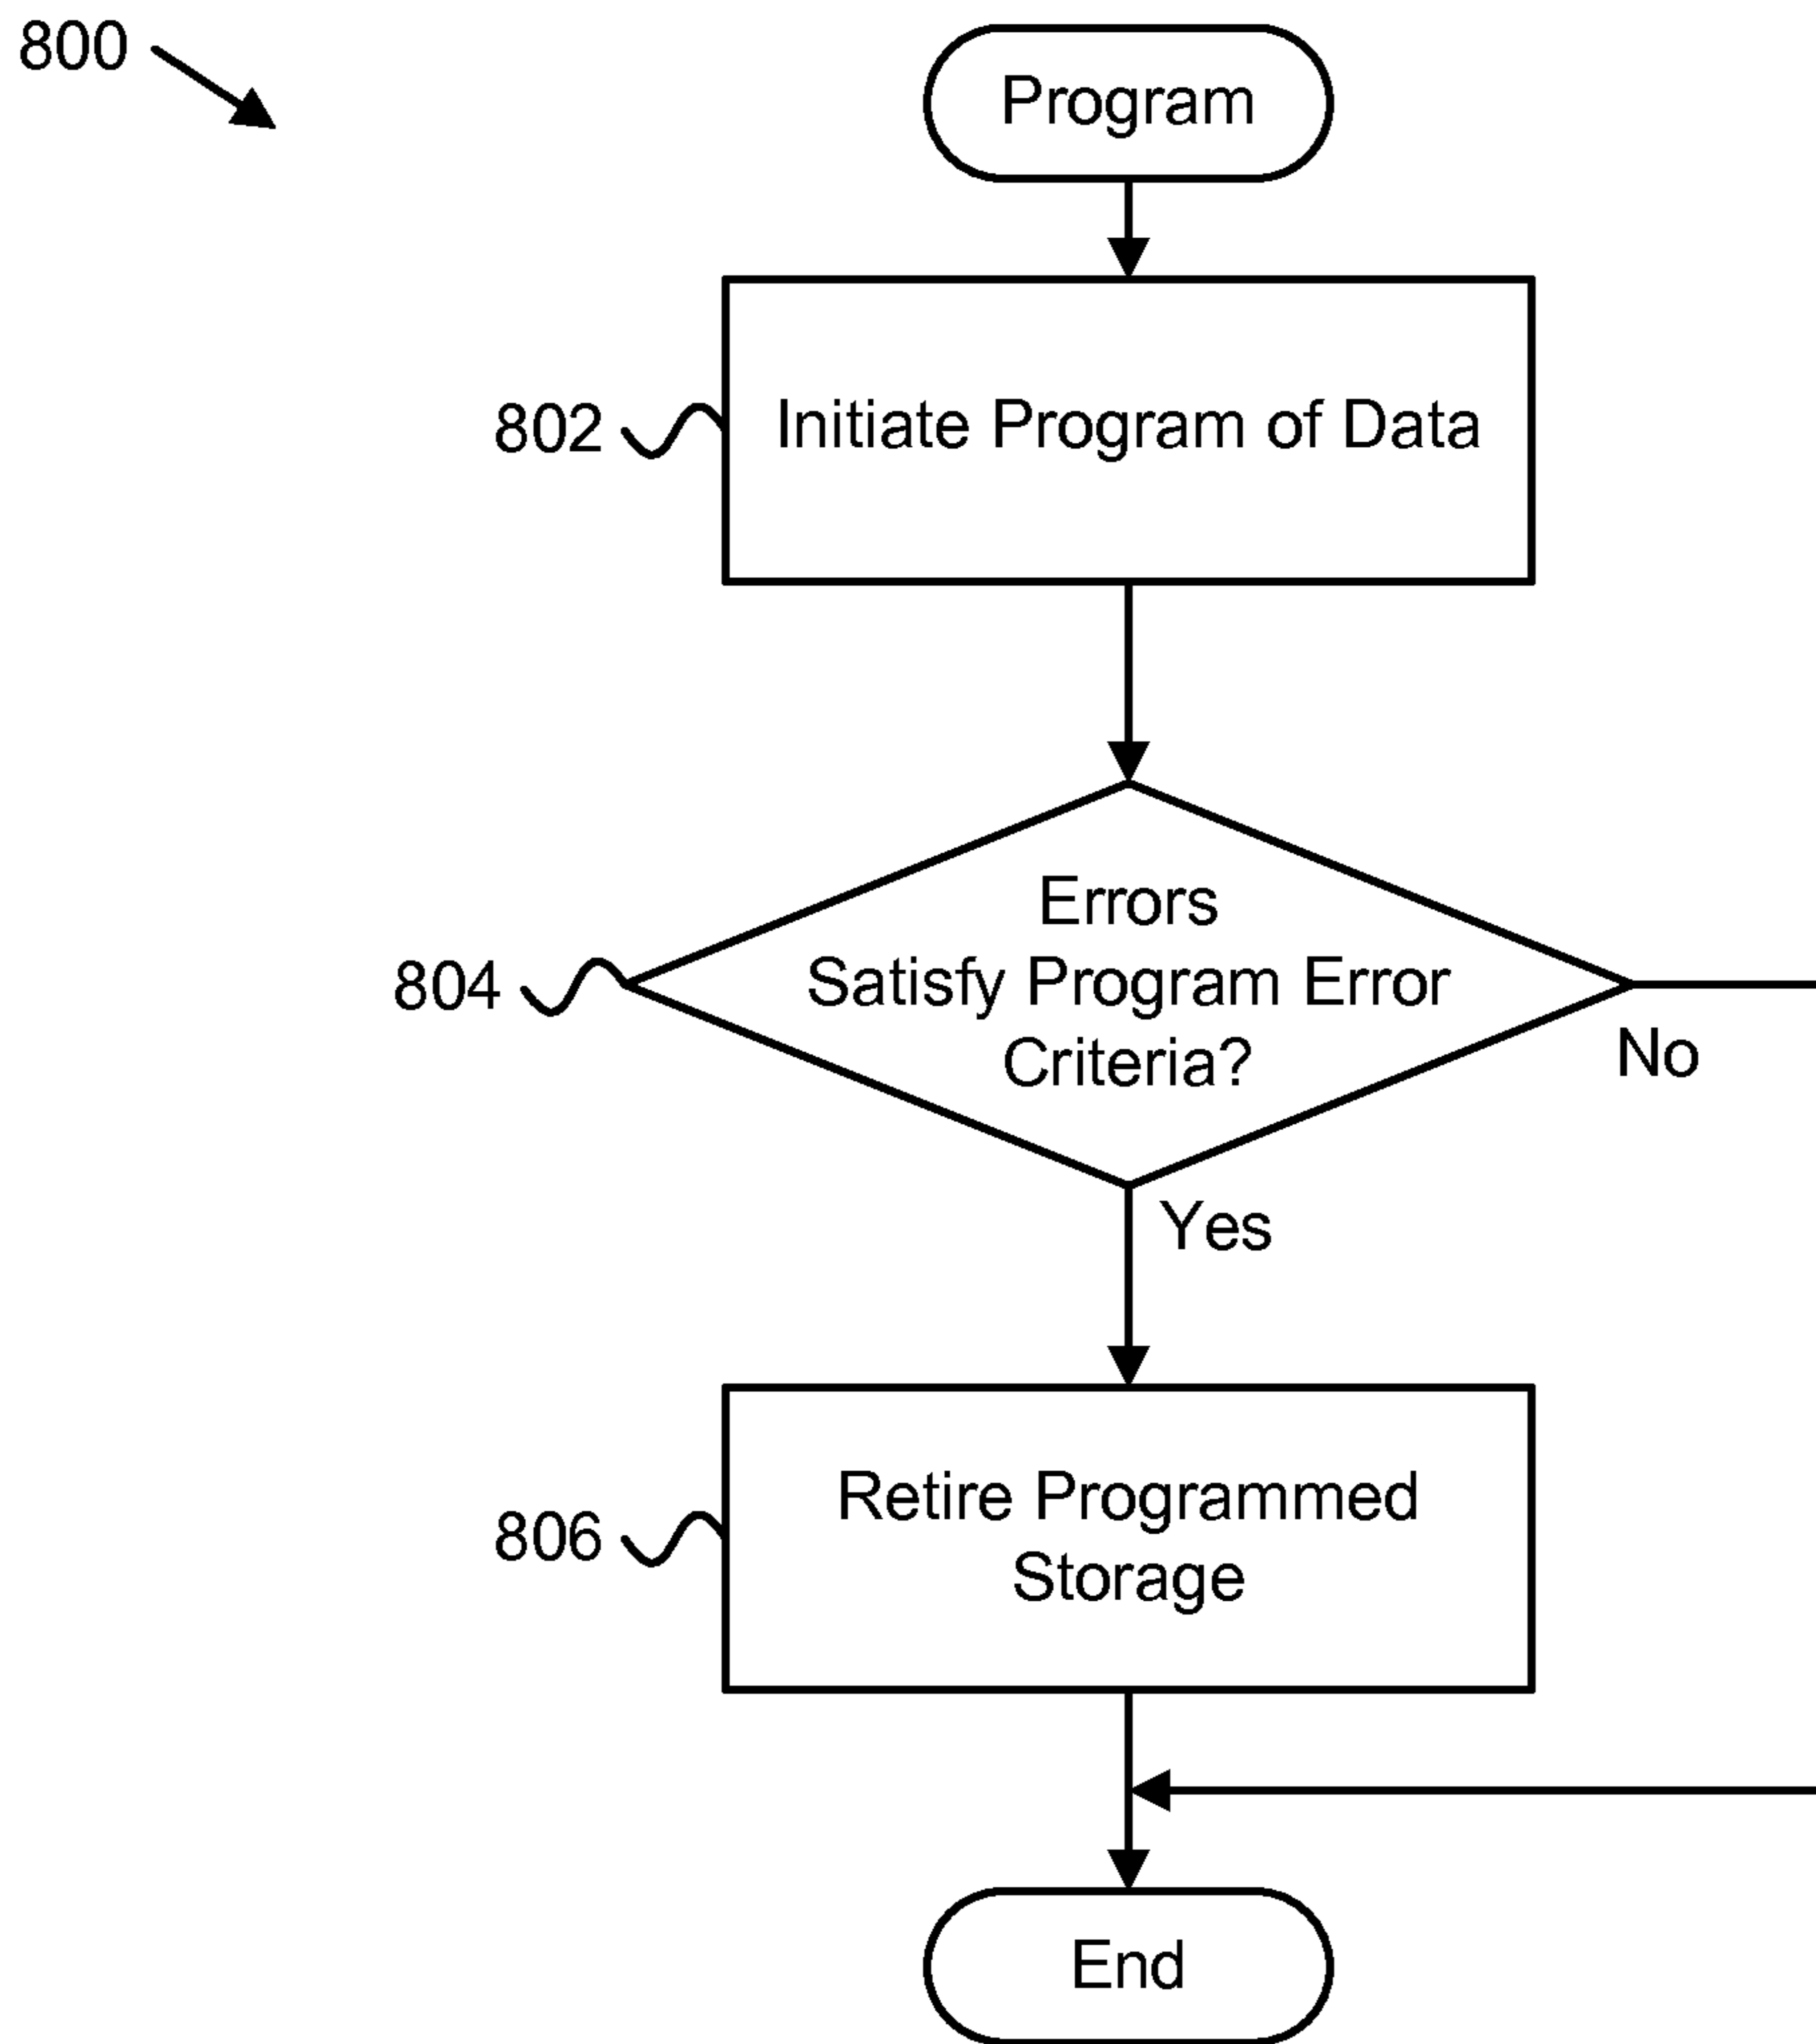 800
Program
802
Initiate Program of Data
Errors
Satisfy Program Error
Criteria?
804
No
Yes
Retire Programmed
Storage
806
End